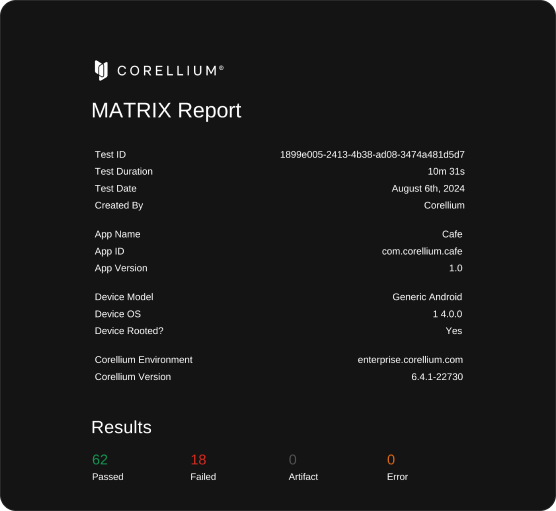 CORELLIUM®
MATRIX Report
Test ID 1899e005-2413-4b38-ad08-3474a481d5d7
Test Duration 10m 31s
Test Date August 6th, 2024
Created By Corellium
App Name Cafe
App ID com.corellium.cafe
App Version 1.0
Device Model Generic Android
Device OS 1 4.0.0
Device Rooted? Yes
Corellium Environment enterprise.corellium.com
Corellium Version 6.4.1-22730
Results
62 18 0 0
Passed Failed Artifact Error